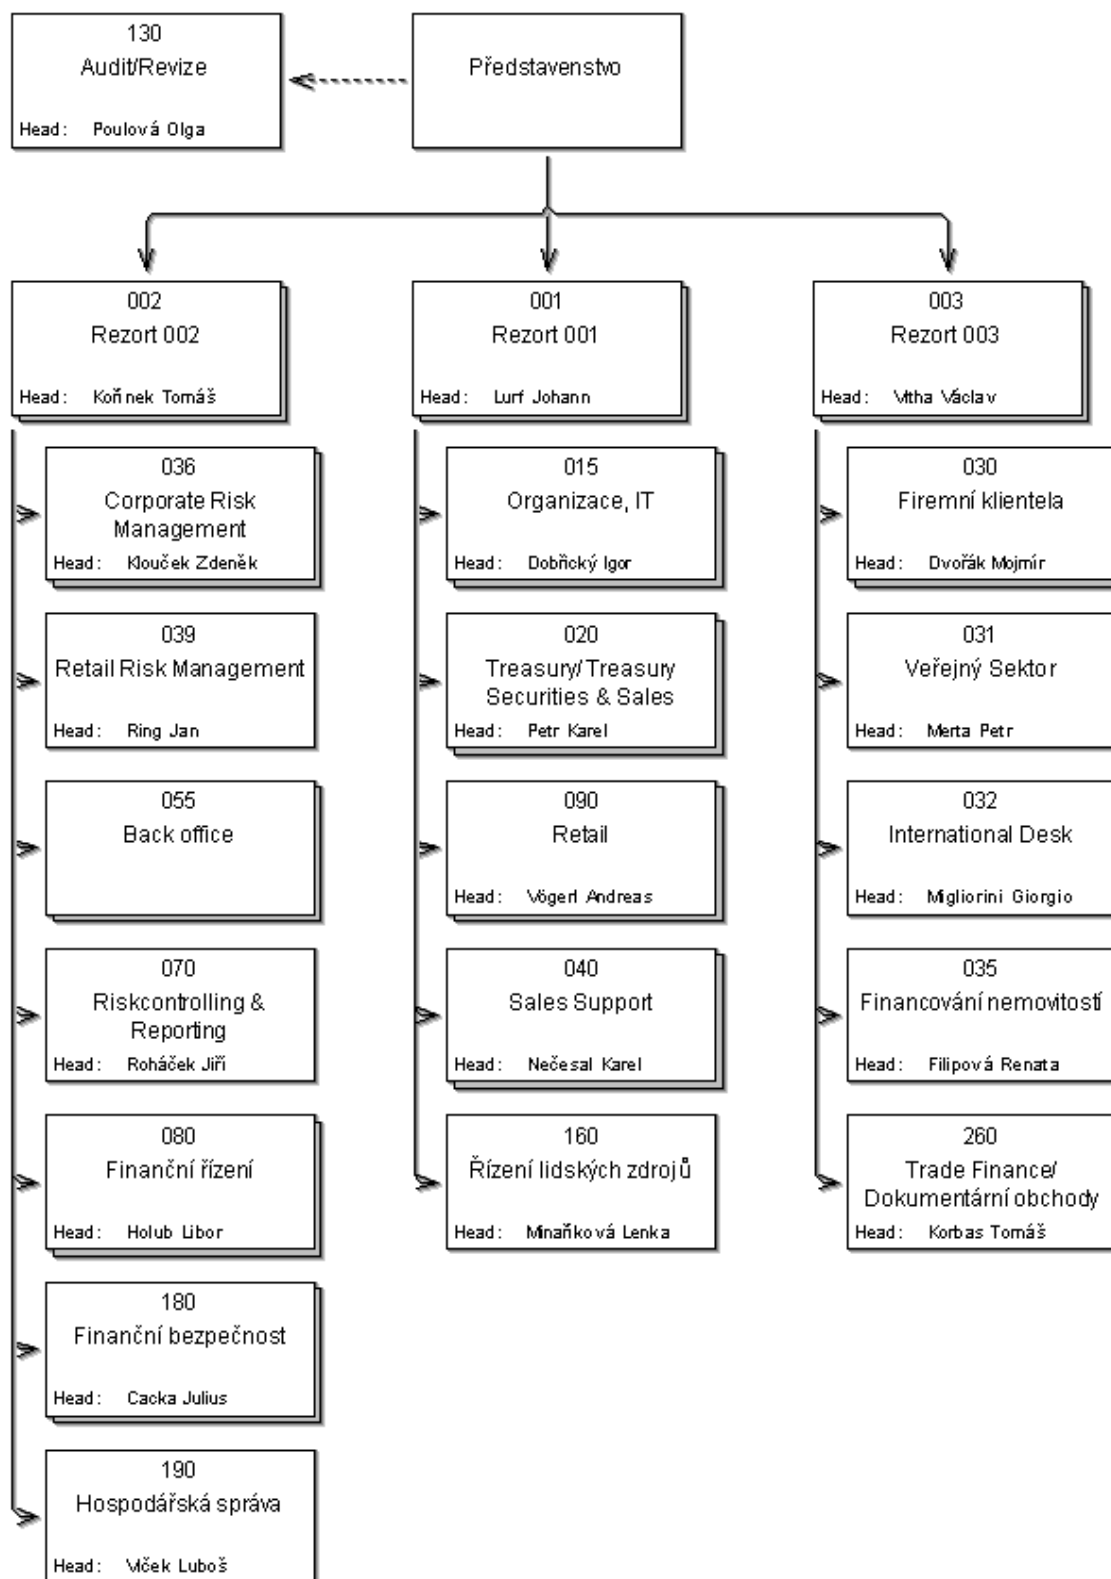 130
Audit/Revize
Head: Poulová Olga
Představenstvo
002
Rezort 002
Head: Kořínek Tomáš
001
Rezort 001
Head: Lurf Johann
003
Rezort 003
Head: Vttha Václav
036
Corporate Risk
Management
Head: Klouček Zdeněk
039
Retail Risk Management
Head: Ring Jan
055
Back office
070
Riskcontrolling &
Reporting
Head: Roháček Jiří
080
Finanční řízení
Head: Holub Libor
180
Finanční bezpečnost
Head: Cacka Julius
190
Hospodářská správa
Head: Vlček Luboš
015
Organizace, IT
Head: Dobřický Igor
020
Treasury/Treasury
Securities & Sales
Head: Petr Karel
090
Retail
Head: Vögerl Andreas
040
Sales Support
Head: Nečesal Karel
160
Řízení lidských zdrojů
Head: Minaříková Lenka
030
Firemní klientela
Head: Dvořák Mojmír
031
Veřejný Sektor
Head: Merta Petr
032
International Desk
Head: Migliorini Giorgio
035
Financování nemovitostí
Head: Filipová Renata
260
Trade Finance/
Dokumentární obchody
Head: Korbas Tomáš